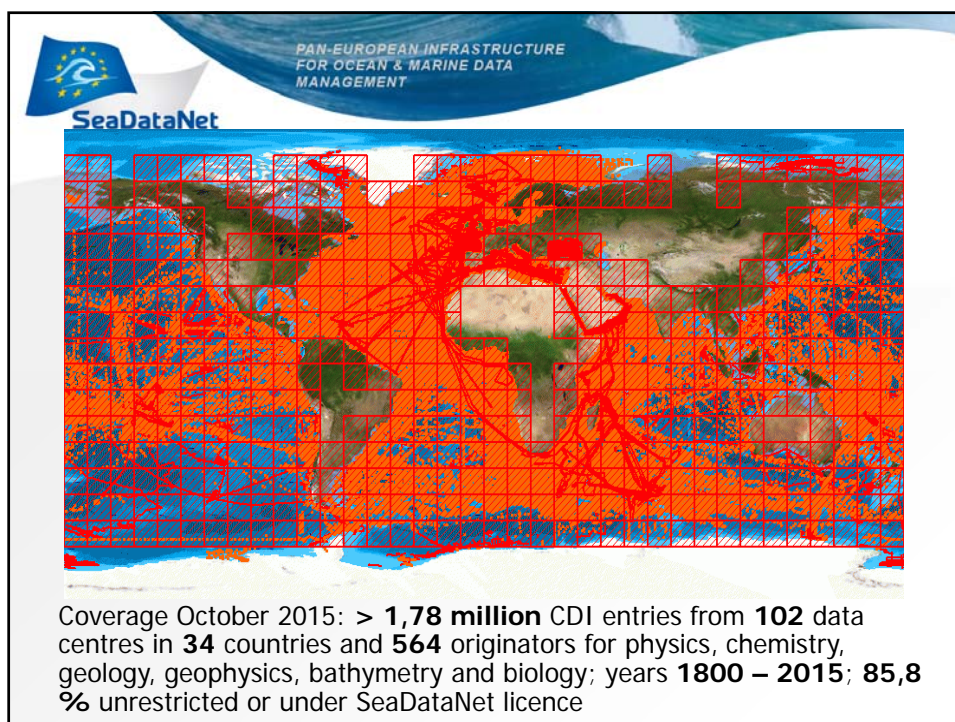 PAN-EUROPEAN INFRASTRUCTURE
FOR OCEAN & MARINE DATA
MANAGEMENT
SeaDataNet
Coverage October 2015: > 1,78 million CDI entries from 102 data
centres in 34 countries and 564 originators for physics, chemistry,
geology, geophysics, bathymetry and biology; years 1800 – 2015; 85,8
% unrestricted or under SeaDataNet licence